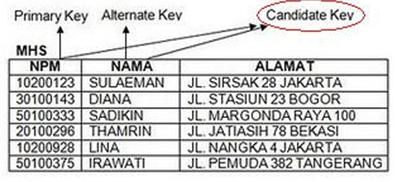 Primary Key Alternate Key Candidate Key
MHS
NPM NAMA ALAMAT
10200123 SULAEMAN JL. SIRSAK 28 JAKARTA
30100143 DIANA JL. STASIUN 23 BOGOR
50100333 SADIKIN JL. MARGONDA RAYA 100
20100296 THAMRIN JL. JATIASIH 78 BEKASI
10200928 LINA JL. NANGKA 4 JAKARTA
50100375 IRAWATI JL. PEMUDA 382 TANGERANG